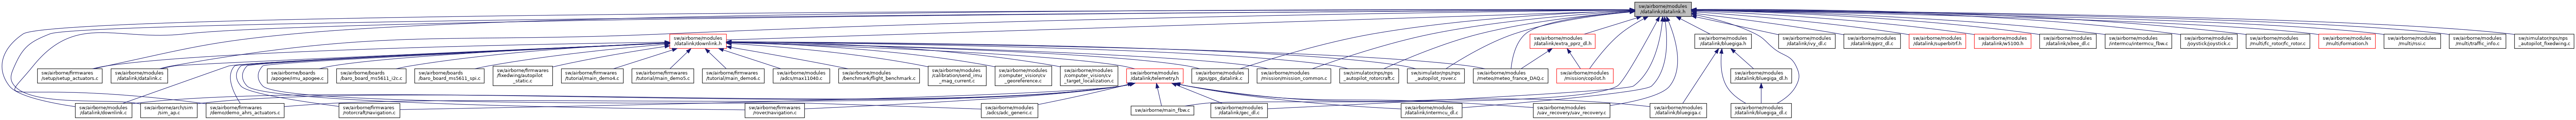 sw/airborne/modules
/datalink/datalink.h
sw/airborne/modules
/datalink/downlink.h
sw/airborne/modules
/datalink/extra_pprz_dl.h
sw/airborne/modules
/datalink/bluegiga.h
sw/airborne/modules
/datalink/ivy_dl.c
sw/airborne/modules
/datalink/pprz_dl.c
sw/airborne/modules
/datalink/superbitrf.h
sw/airborne/modules
/datalink/w5100.h
sw/airborne/modules
/datalink/xbee_dl.c
sw/airborne/modules
/intermcu/intermcu_fbw.c
sw/airborne/modules
/joystick/joystick.c
sw/airborne/modules
/multi/fc_rotor/fc_rotor.c
sw/airborne/modules
/multi/formation.h
sw/airborne/modules
/multi/rssi.c
sw/airborne/modules
/multi/traffic_info.c
sw/simulator/nps/nps
_autopilot_fixedwing.c
sw/airborne/firmwares
/setup/setup_actuators.c
sw/airborne/modules
/datalink/datalink.c
sw/airborne/boards
/apogee/imu_apogee.c
sw/airborne/boards
/baro_board_ms5611_i2c.c
sw/airborne/boards
/baro_board_ms5611_spi.c
sw/airborne/firmwares
/fixedwing/autopilot
_static.c
sw/airborne/firmwares
/tutorial/main_demo4.c
sw/airborne/firmwares
/tutorial/main_demo5.c
sw/airborne/firmwares
/tutorial/main_demo6.c
sw/airborne/modules
/adcs/max11040.c
sw/airborne/modules
/benchmark/flight_benchmark.c
sw/airborne/modules
/calibration/send_imu
_mag_current.c
sw/airborne/modules
/computer_vision/cv
_georeference.c
sw/airborne/modules
/computer_vision/cv
_target_localization.c
sw/airborne/modules
/datalink/telemetry.h
sw/airborne/modules
/gps/gps_datalink.c
sw/airborne/modules
/mission/mission_common.c
sw/simulator/nps/nps
_autopilot_rotorcraft.c
sw/simulator/nps/nps
_autopilot_rover.c
sw/airborne/modules
/meteo/meteo_france_DAQ.c
sw/airborne/modules
/mission/copilot.h
sw/airborne/modules
/datalink/bluegiga_dl.h
sw/airborne/modules
/datalink/downlink.c
sw/airborne/arch/sim
/sim_ap.c
sw/airborne/firmwares
/demo/demo_ahrs_actuators.c
sw/airborne/firmwares
/rotorcraft/navigation.c
sw/airborne/firmwares
/rover/navigation.c
sw/airborne/modules
/adcs/adc_generic.c
sw/airborne/main_fbw.c
sw/airborne/modules
/datalink/gec_dl.c
sw/airborne/modules
/datalink/intermcu_dl.c
sw/airborne/modules
/uav_recovery/uav_recovery.c
sw/airborne/modules
/datalink/bluegiga.c
sw/airborne/modules
/datalink/bluegiga_dl.c